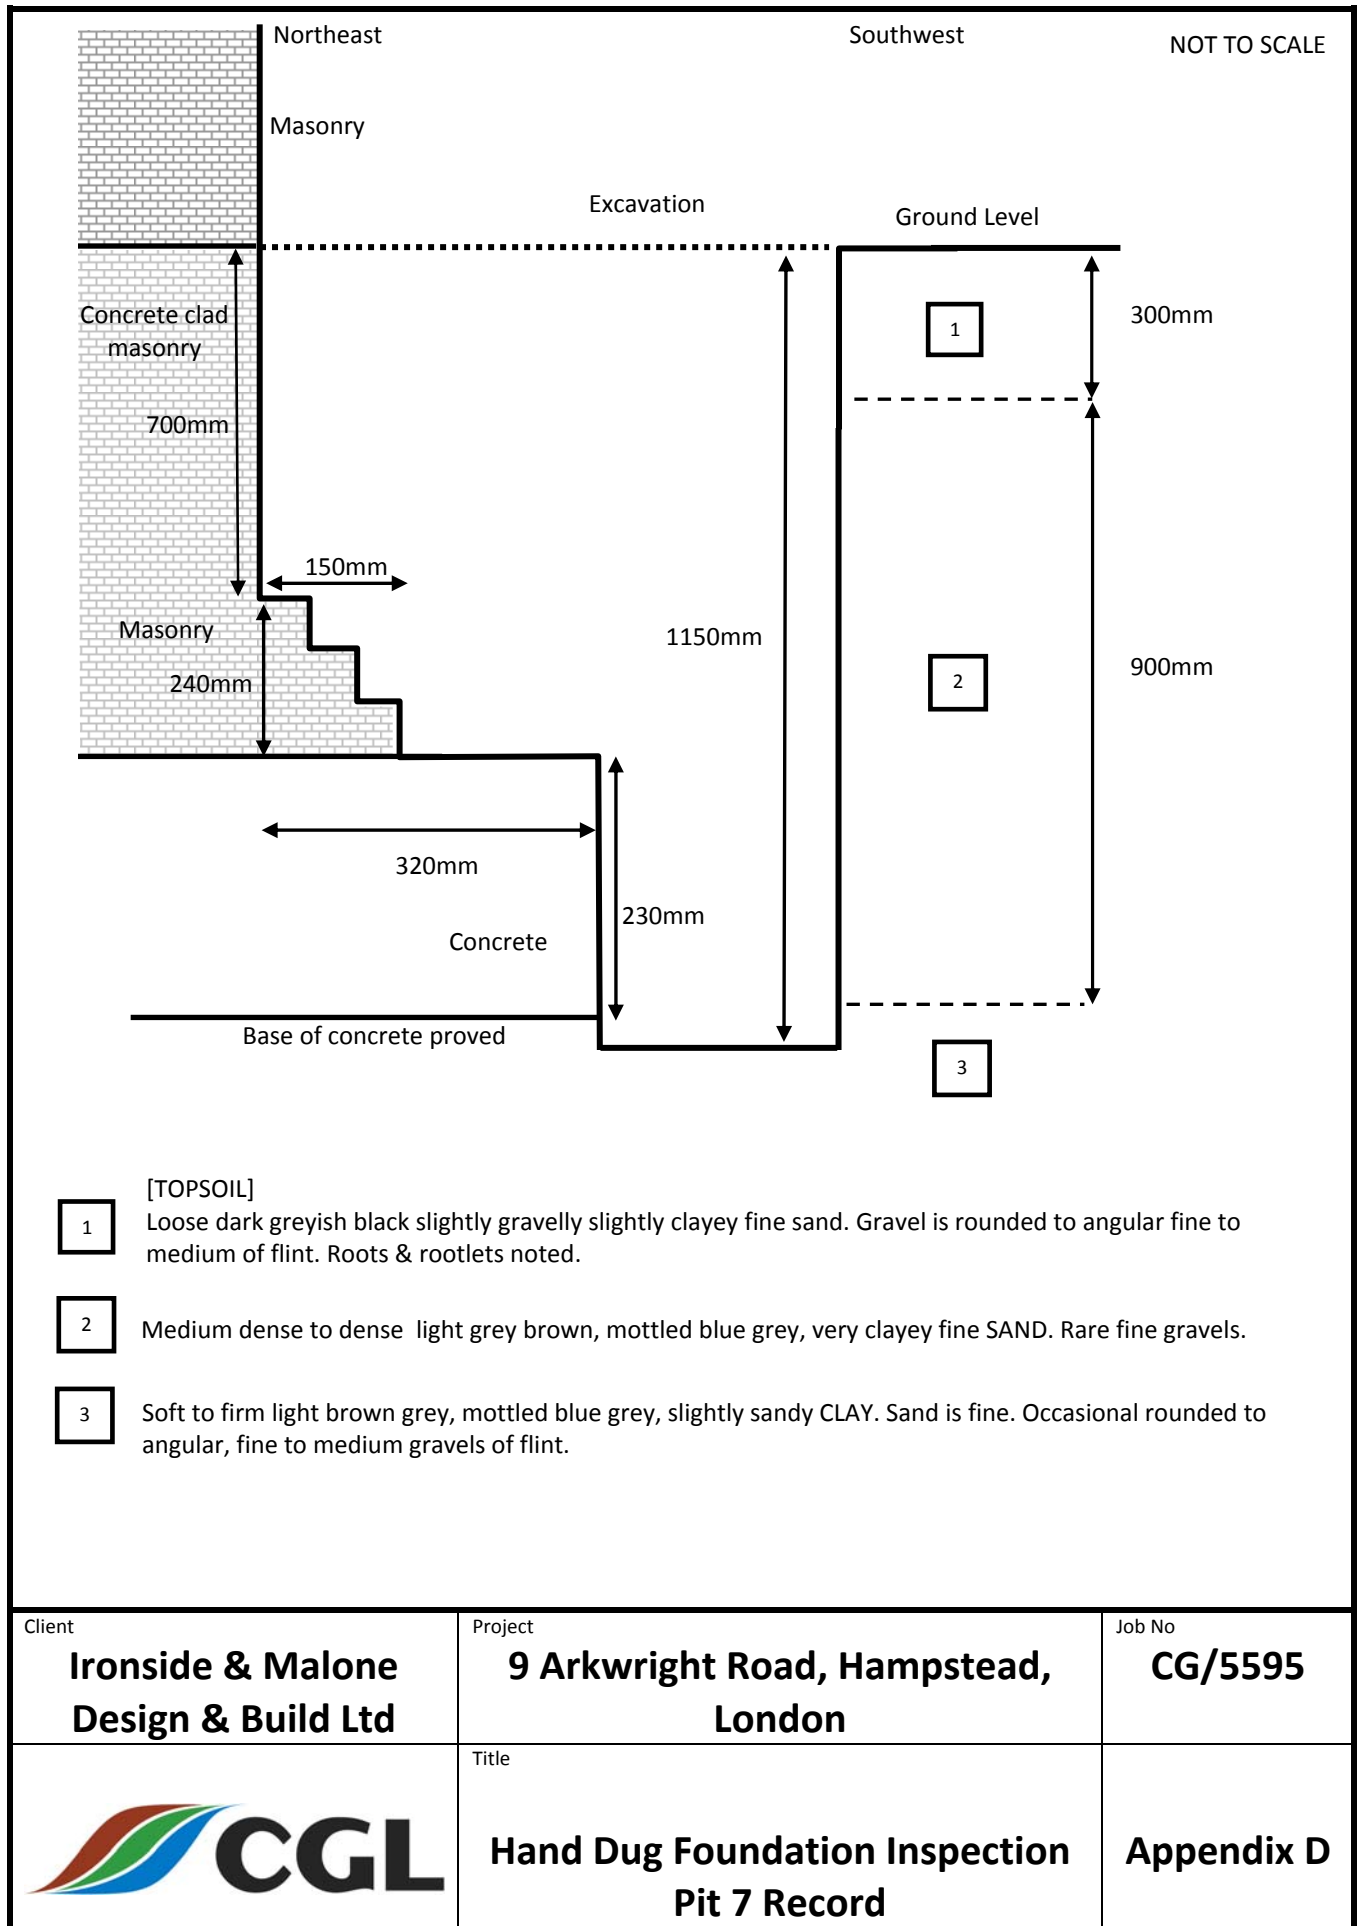 Northeast
Southwest
NOT TO SCALE
Masonry
Excavation
Ground Level
Concrete clad
masonry
1
300mm
700mm
150mm
Masonry
1150mm
240mm
2
900mm
320mm
230mm
Concrete
Base of concrete proved
3
[TOPSOIL]
1
Loose dark greyish black slightly gravelly slightly clayey fine sand. Gravel is rounded to angular fine to
medium of flint. Roots & rootlets noted.
2
Medium dense to dense light grey brown, mottled blue grey, very clayey fine SAND. Rare fine gravels.
3
Soft to firm light brown grey, mottled blue grey, slightly sandy CLAY. Sand is fine. Occasional rounded to
angular, fine to medium gravels of flint.
Client
Ironside & Malone
Design & Build Ltd
Project
9 Arkwright Road, Hampstead,
London
Job No
CG/5595
CGL
Title
Hand Dug Foundation Inspection
Pit 7 Record
Appendix D